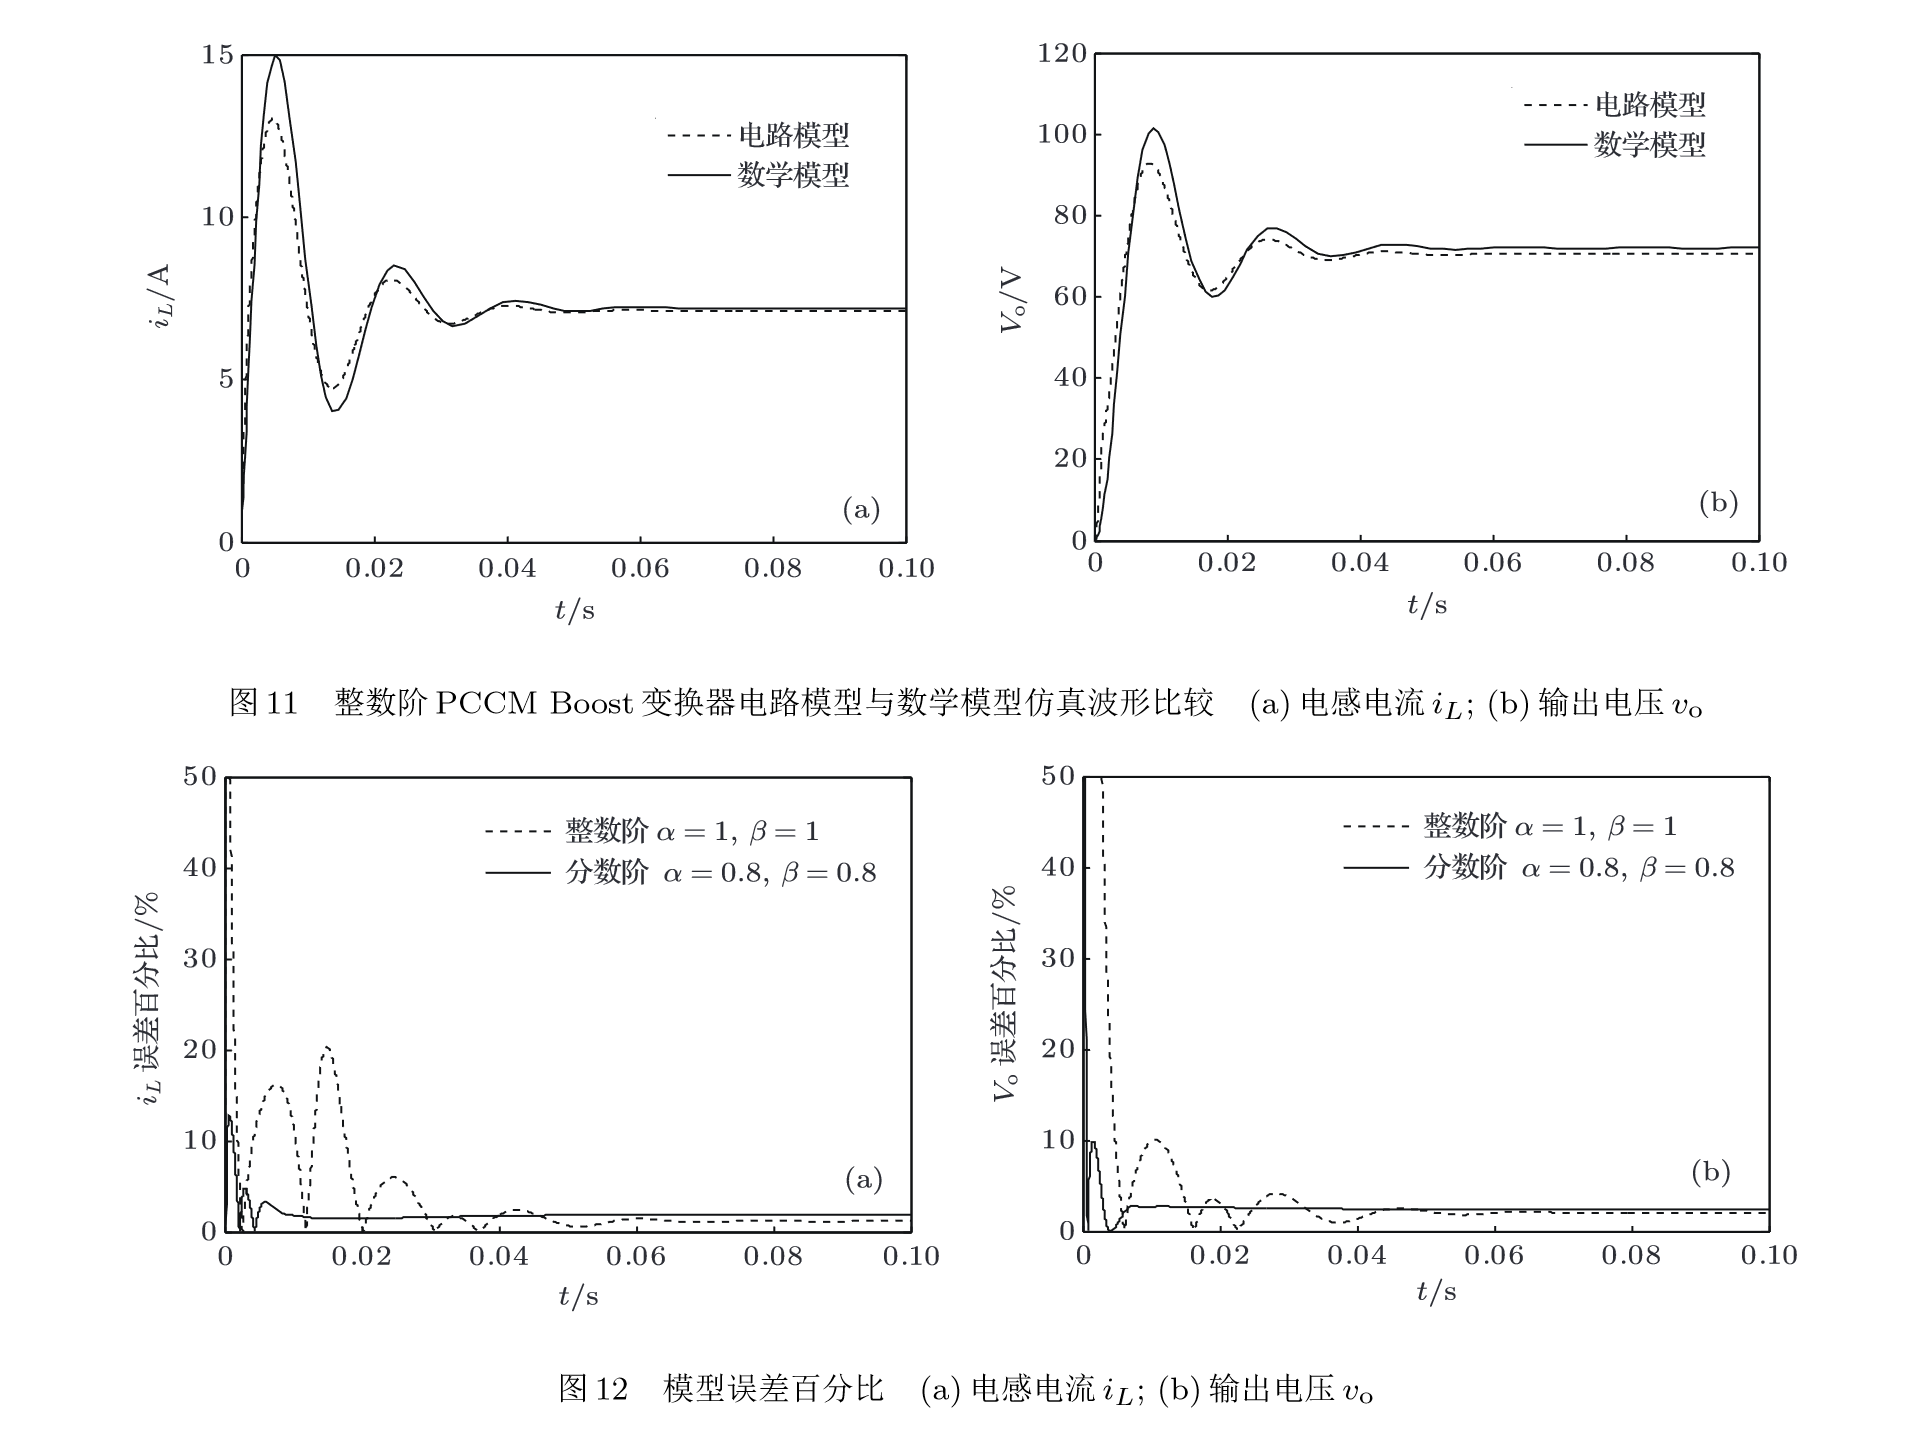 15
10
5
0
0 0.02 0.04 0.06 0.08 0.10
t/s
i_L/A
电路模型
数学模型
(a)
120
100
80
60
40
20
0
0 0.02 0.04 0.06 0.08 0.10
t/s
V_o/V
电路模型
数学模型
(b)
图 11 整数阶 PCCM Boost 变换器电路模型与数学模型仿真波形比较 (a) 电感电流 i_L; (b) 输出电压 v_o
50
40
30
20
10
0
0 0.02 0.04 0.06 0.08 0.10
t/s
i_L 误差百分比/%
整数阶 α = 1, β = 1
分数阶 α = 0.8, β = 0.8
(a)
50
40
30
20
10
0
0 0.02 0.04 0.06 0.08 0.10
t/s
V_o 误差百分比/%
整数阶 α = 1, β = 1
分数阶 α = 0.8, β = 0.8
(b)
图 12 模型误差百分比 (a) 电感电流 i_L; (b) 输出电压 v_o